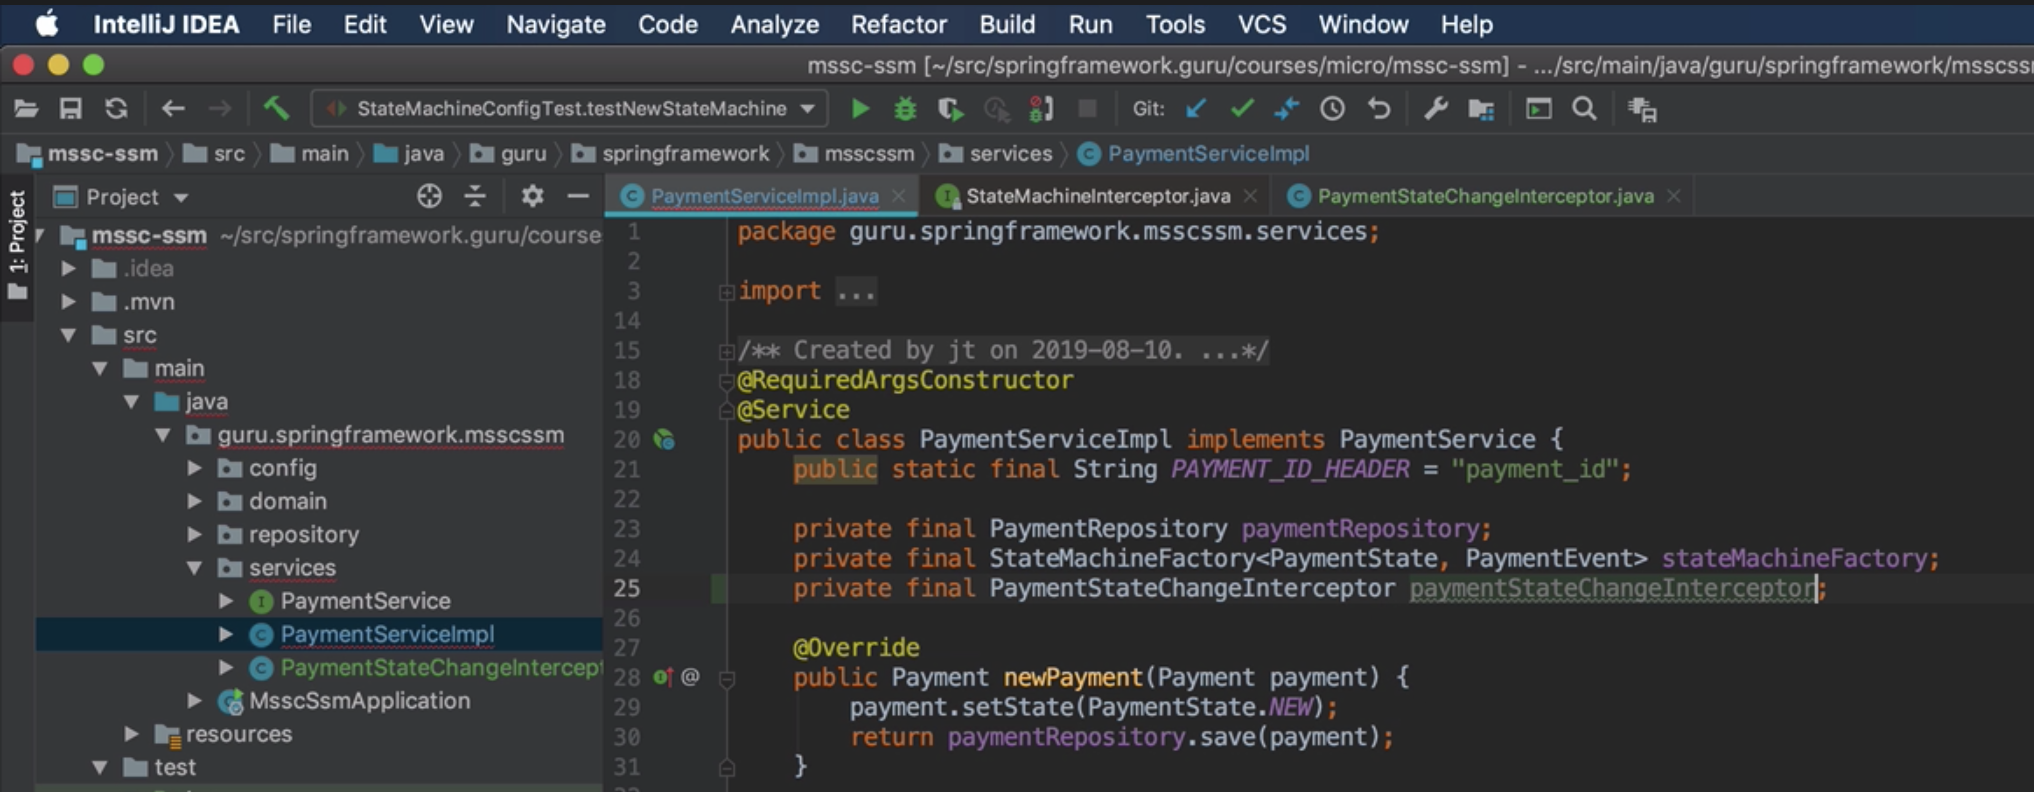 IntelliJ IDEA File Edit View Navigate Code Analyze Refactor Build Run Tools VCS Window Help
mssc-ssm [~/src/springframework.guru/courses/micro/mssc-ssm] - .../src/main/java/guru/springframework/msscssm
StateMachineConfigTest.testNewStateMachine Git:
mssc-ssm src main java guru springframework msscssm services PaymentServiceImpl
1: Project
Project
PaymentServiceImpl.java StateMachineInterceptor.java PaymentStateChangeInterceptor.java
mssc-ssm ~/src/springframework.guru/course
.idea
.mvn
src
main
java
guru.springframework.msscssm
config
domain
repository
services
PaymentService
PaymentServiceImpl
PaymentStateChangeIntercept
MsscSsmApplication
resources
test
1 package guru.springframework.msscssm.services;
2
3 import ...
14
15 /** Created by jt on 2019-08-10. ...*/
18 @RequiredArgsConstructor
19 @Service
20 public class PaymentServiceImpl implements PaymentService {
21 public static final String PAYMENT_ID_HEADER = "payment_id";
22
23 private final PaymentRepository paymentRepository;
24 private final StateMachineFactory<PaymentState, PaymentEvent> stateMachineFactory;
25 private final PaymentStateChangeInterceptor paymentStateChangeInterceptor;
26
27 @Override
28 @ public Payment newPayment(Payment payment) {
29 payment.setState(PaymentState.NEW);
30 return paymentRepository.save(payment);
31 }